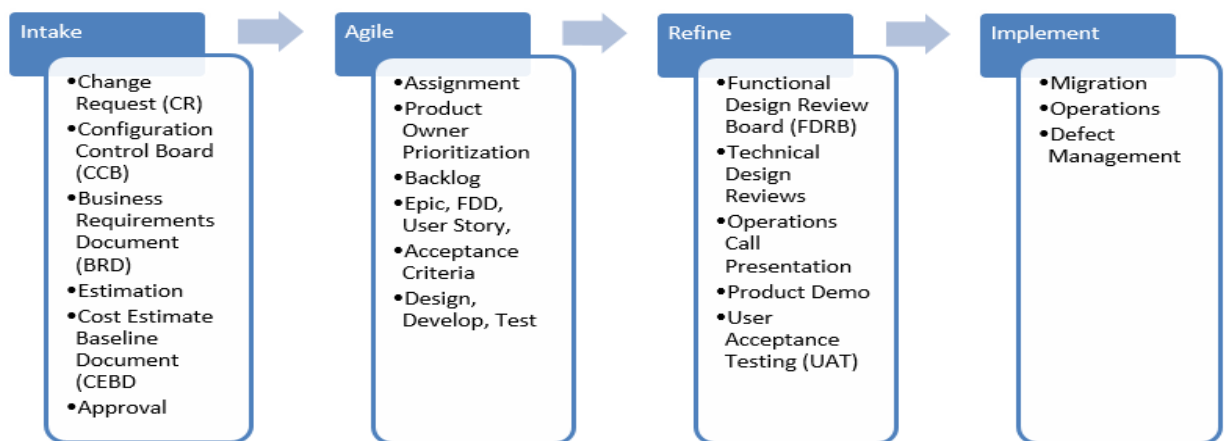 Intake
•Change
Request (CR)
•Configuration
Control Board
(CCB)
•Business
Requirements
Document
(BRD)
•Estimation
•Cost Estimate
Baseline
Document
(CEBD
•Approval
Agile
•Assignment
•Product
Owner
Prioritization
•Backlog
•Epic, FDD,
User Story,
•Acceptance
Criteria
•Design,
Develop, Test
Refine
•Functional
Design Review
Board (FDRB)
•Technical
Design
Reviews
•Operations
Call
Presentation
•Product Demo
•User
Acceptance
Testing (UAT)
Implement
•Migration
•Operations
•Defect
Management